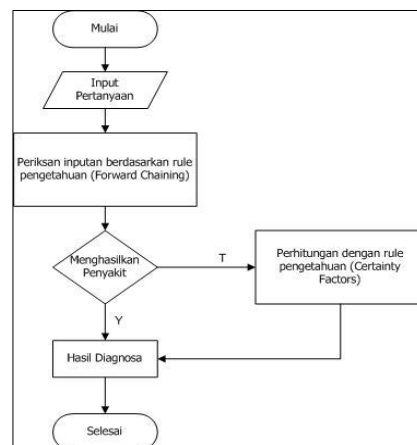 Mulai
Input
Pertanyaan
Periksan inputan berdasarkan rule
pengetahuan (Forward Chaining)
Menghasilkan
Penyakit
T
Perhitungan dengan rule
pengetahuan (Certainty
Factors)
Y
Hasil Diagnosa
Selesai